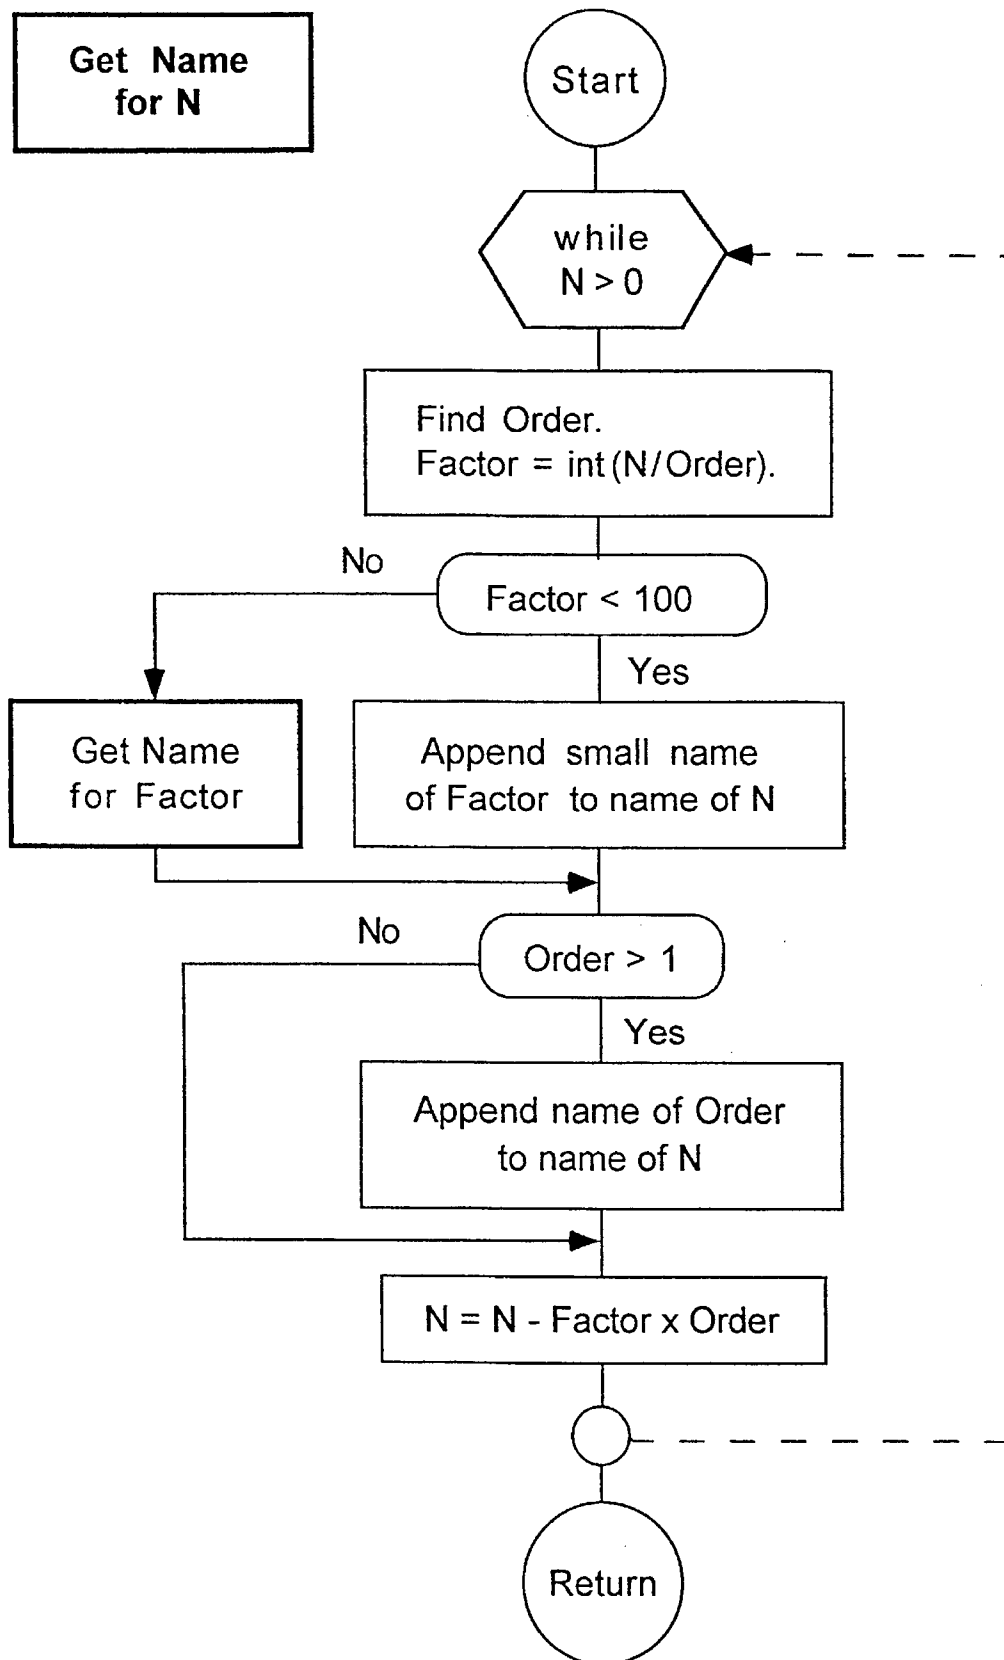 Get Name
for N
Start
while
N > 0
Find Order.
Factor = int(N/Order).
No
Factor < 100
Yes
Get Name
for Factor
Append small name
of Factor to name of N
No
Order > 1
Yes
Append name of Order
to name of N
N = N - Factor x Order
Return